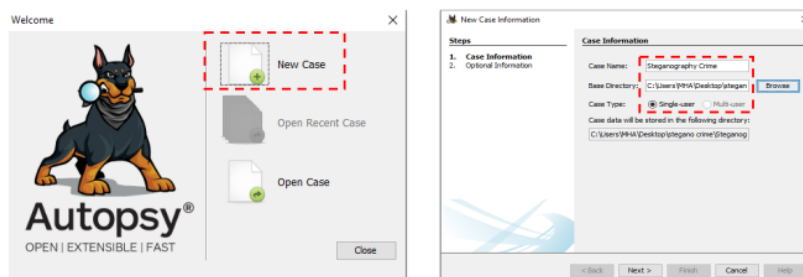 Welcome
New Case
Open Recent Case
Open Case
Autopsy®
OPEN | EXTENSIBLE | FAST
Close
New Case Information
Steps
1. Case Information
2. Optional Information
Case Information
Case Name: Steganography Crime
Base Directory: C:\Users\MHA\Desktop\stegan Browse
Case Type: Single-user Multi-user
Case data will be stored in the following directory:
C:\Users\MHA\Desktop\stegano crime\Steganog
< Back Next > Finish Cancel Help